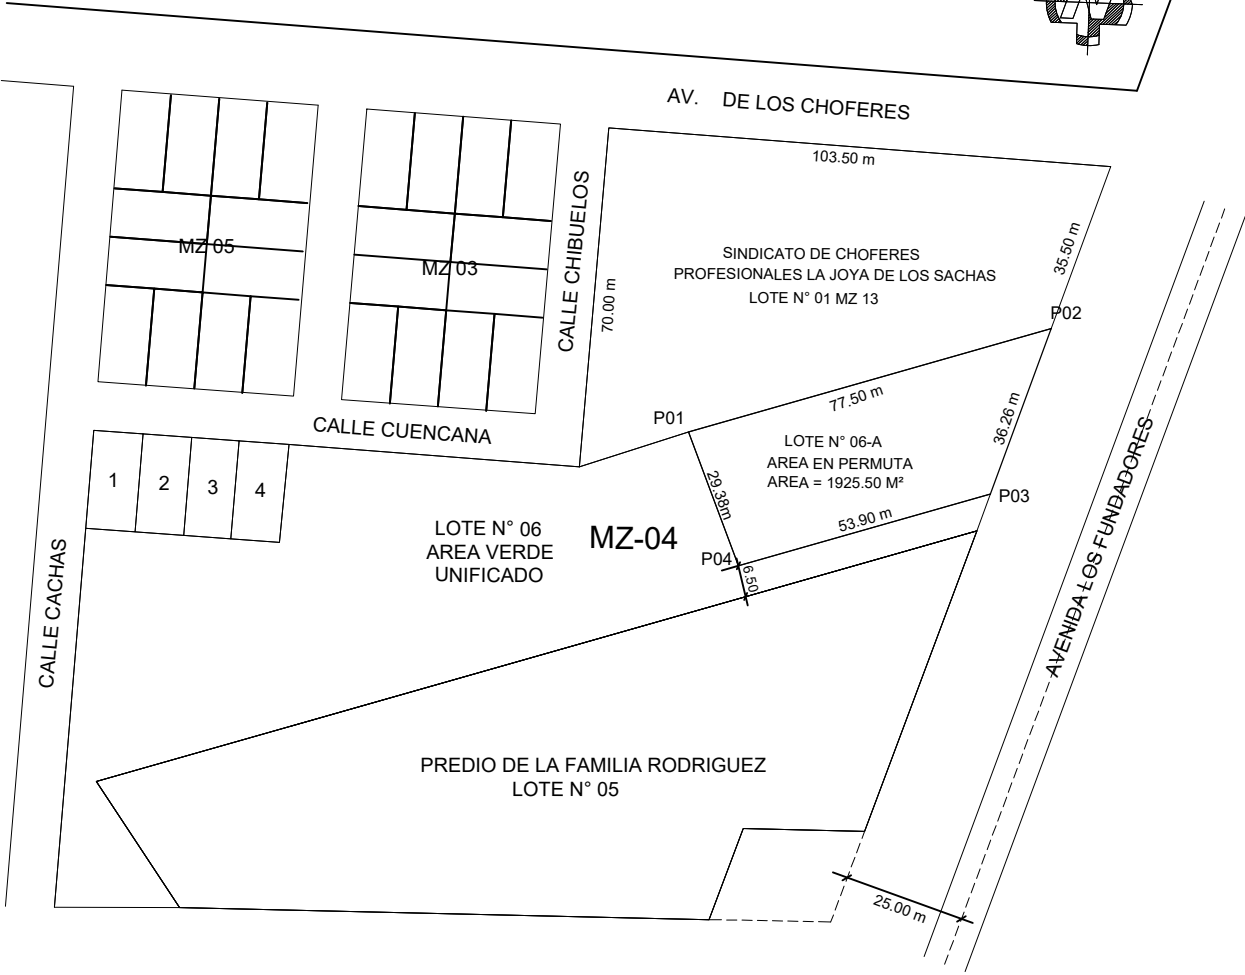 AV. DE LOS CHOFERES
103.50 m
CALLE CHIBUELOS
70.00 m
35.50 m
MZ 05
MZ 03
SINDICATO DE CHOFERES
PROFESIONALES LA JOYA DE LOS SACHAS
LOTE N° 01 MZ 13
P02
77.50 m
P01
CALLE CUENCANA
36.26 m
LOTE N° 06-A
AREA EN PERMUTA
AREA = 1925.50 M²
1
2
3
4
29.38m
P03
53.90 m
LOTE N° 06
AREA VERDE
UNIFICADO
MZ-04
P04
6.50
CALLE CACHAS
AVENIDA LOS FUNDADORES
PREDIO DE LA FAMILIA RODRIGUEZ
LOTE N° 05
25.00 m